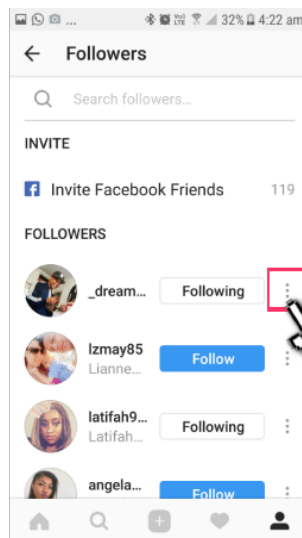 ... 32% 4:22 am
Followers
Search followers...
INVITE
Invite Facebook Friends 119
FOLLOWERS
_dream... Following
lzmay85
Lianne... Follow
latifah9...
Latifah... Following
angela...
Follow